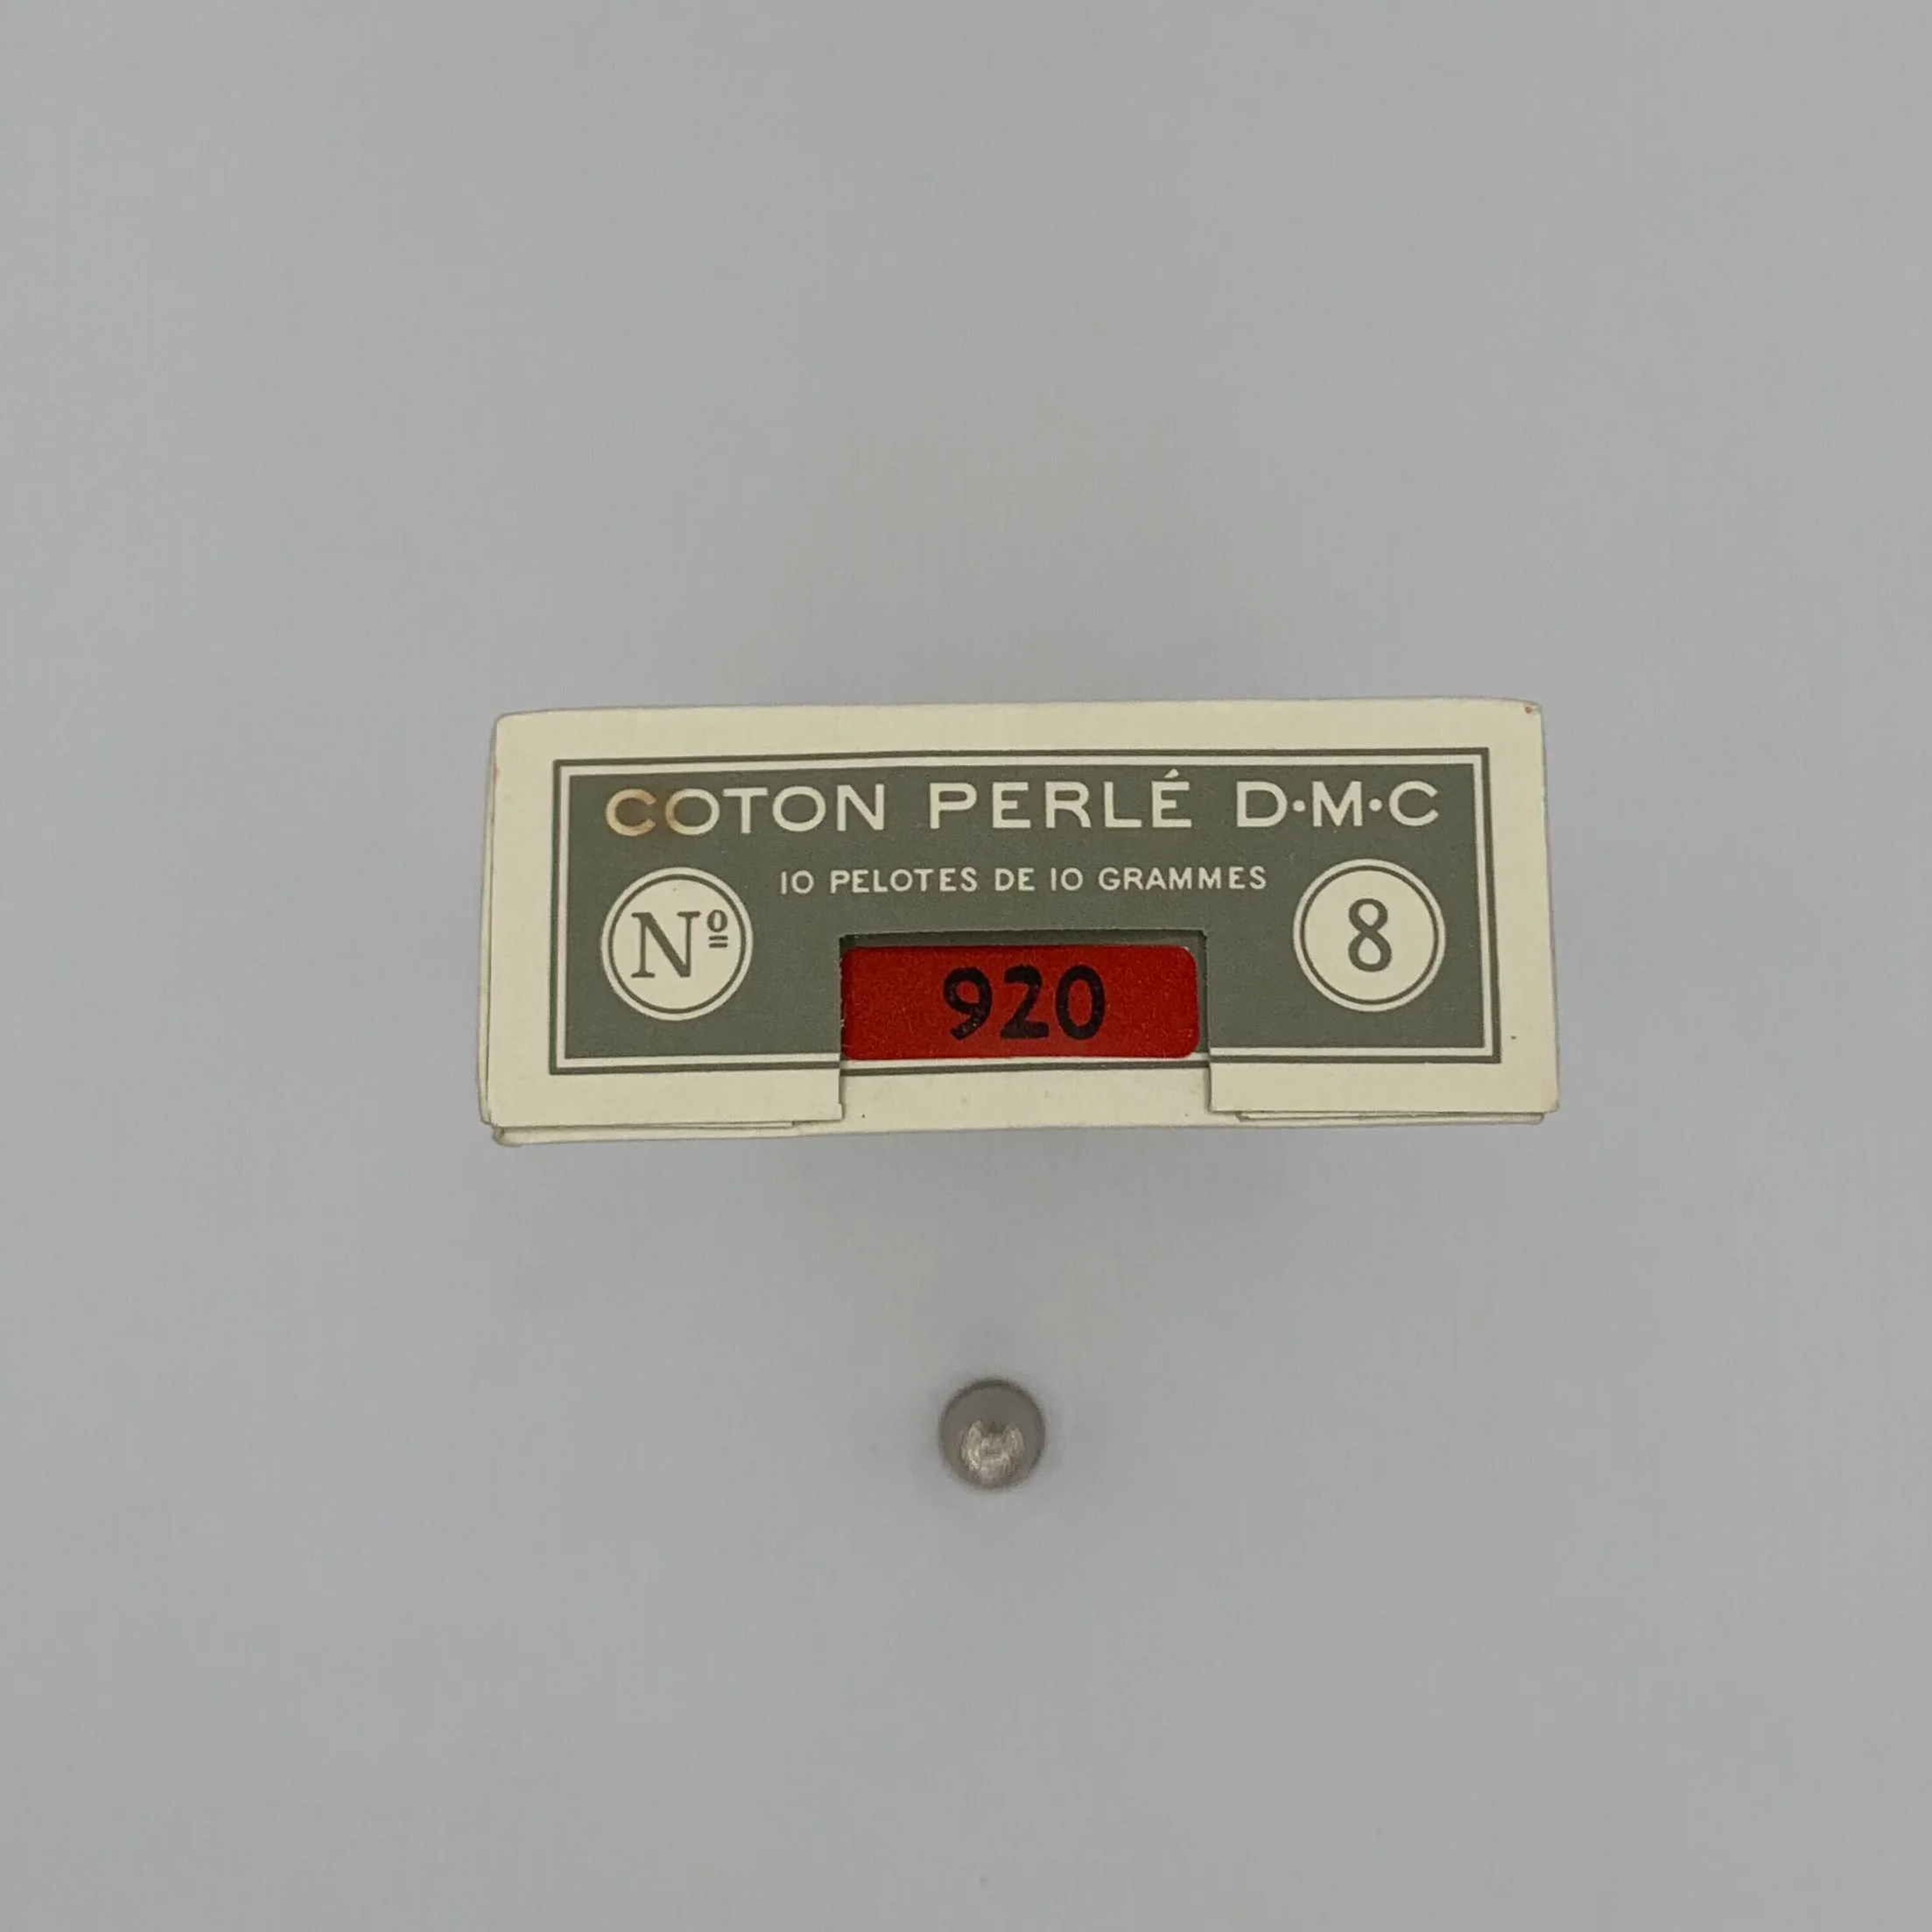 COTON PERLÉ D·M·C
10 PELOTES DE 10 GRAMMES
Nº 8
920